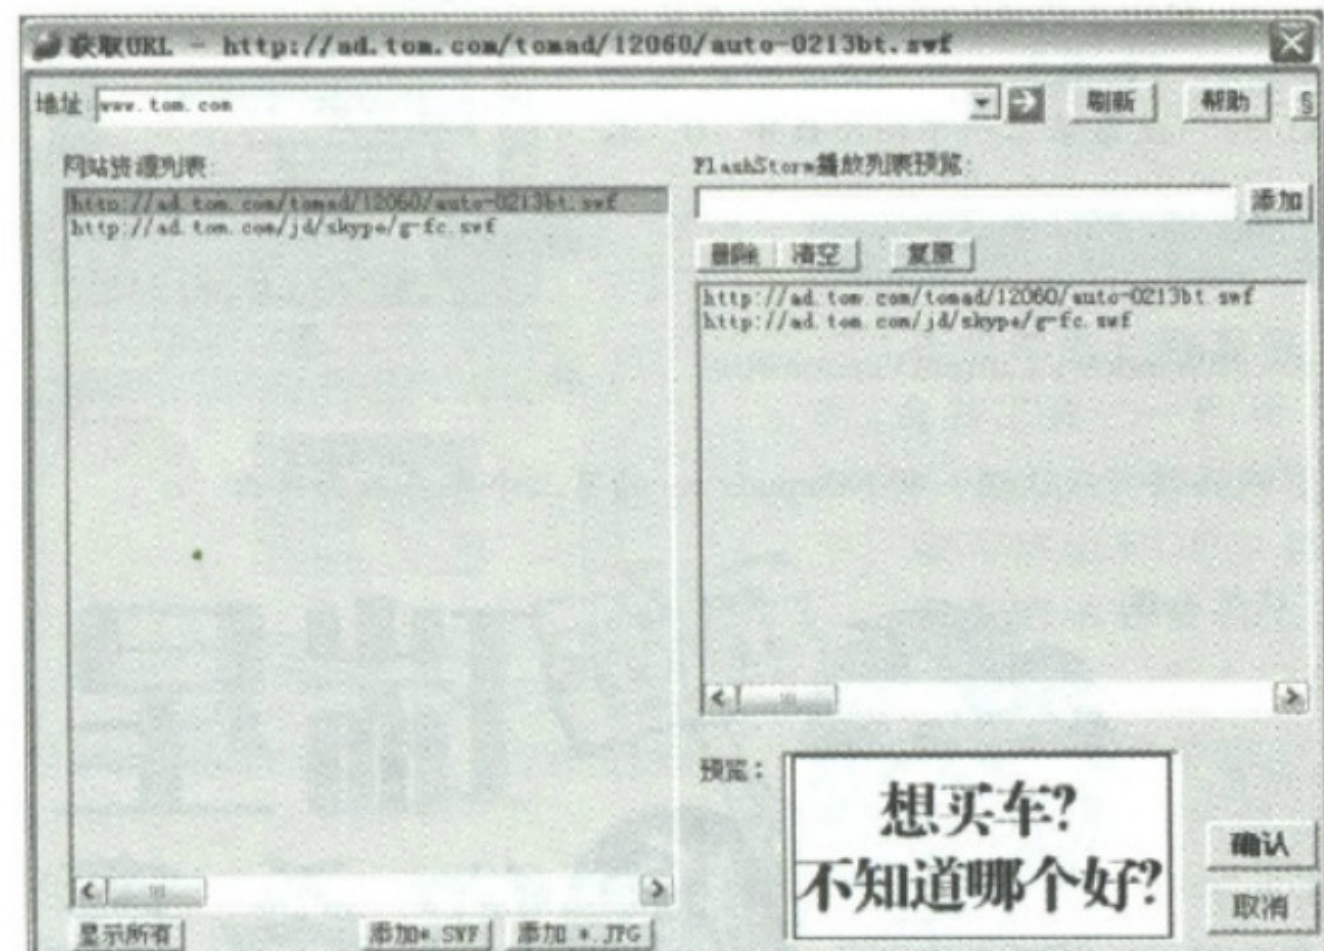 获取URL - http://ad.tom.com/tomad/12060/auto-0213bt.swf
地址 www.tom.com
刷新 帮助
网站资源列表:
http://ad.tom.com/tomad/12060/auto-0213bt.swf
http://ad.tom.com/jd/skype/g-fc.swf
显示所有 添加*.SWF 添加 *.JPG
FlashStorm播放列表预览:
添加
删除 清空 复原
http://ad.tom.com/tomad/12060/auto-0213bt.swf
http://ad.tom.com/jd/skype/g-fc.swf
预览:
想买车?
不知道哪个好?
确认
取消